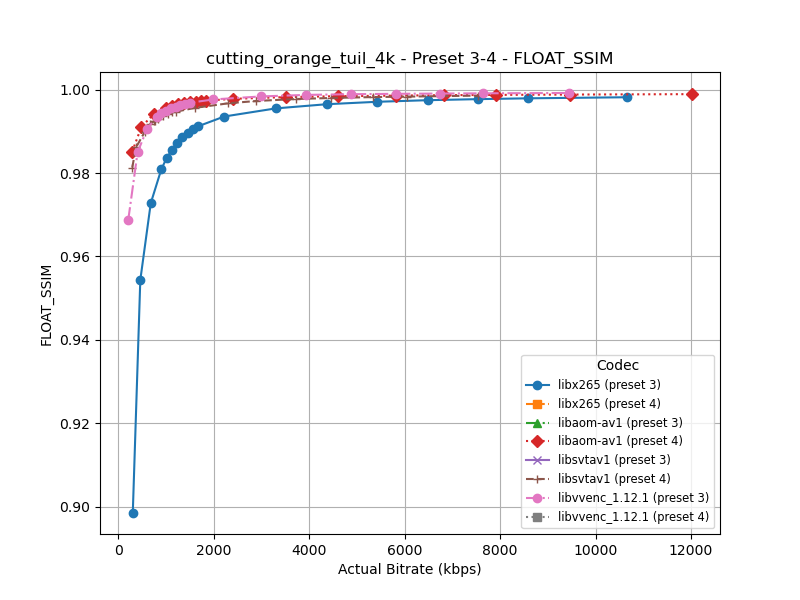 cutting_orange_tuil_4k - Preset 3-4 - FLOAT_SSIM
1.00
0.98
0.96
0.94
0.92
0.90
FLOAT_SSIM
Codec
libx265 (preset 3)
libx265 (preset 4)
libaom-av1 (preset 3)
libaom-av1 (preset 4)
libsvtav1 (preset 3)
libsvtav1 (preset 4)
libvvenc_1.12.1 (preset 3)
libvvenc_1.12.1 (preset 4)
0 2000 4000 6000 8000 10000 12000
Actual Bitrate (kbps)